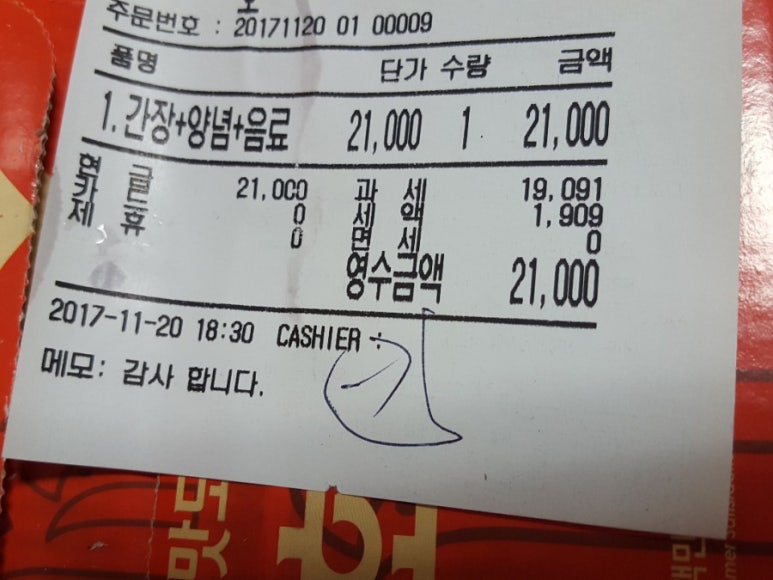 주문번호 : 20171120 01 00009
품명 단가 수량 금액
1. 간장+양념+음료 21,000 1 21,000
현 금 21,000 과 세 19,091
카 드 0 세 액 1,909
제 휴 0 면 세 0
영수금액 21,000
2017-11-20 18:30 CASHIER :
메모: 감사 합니다.
맛도